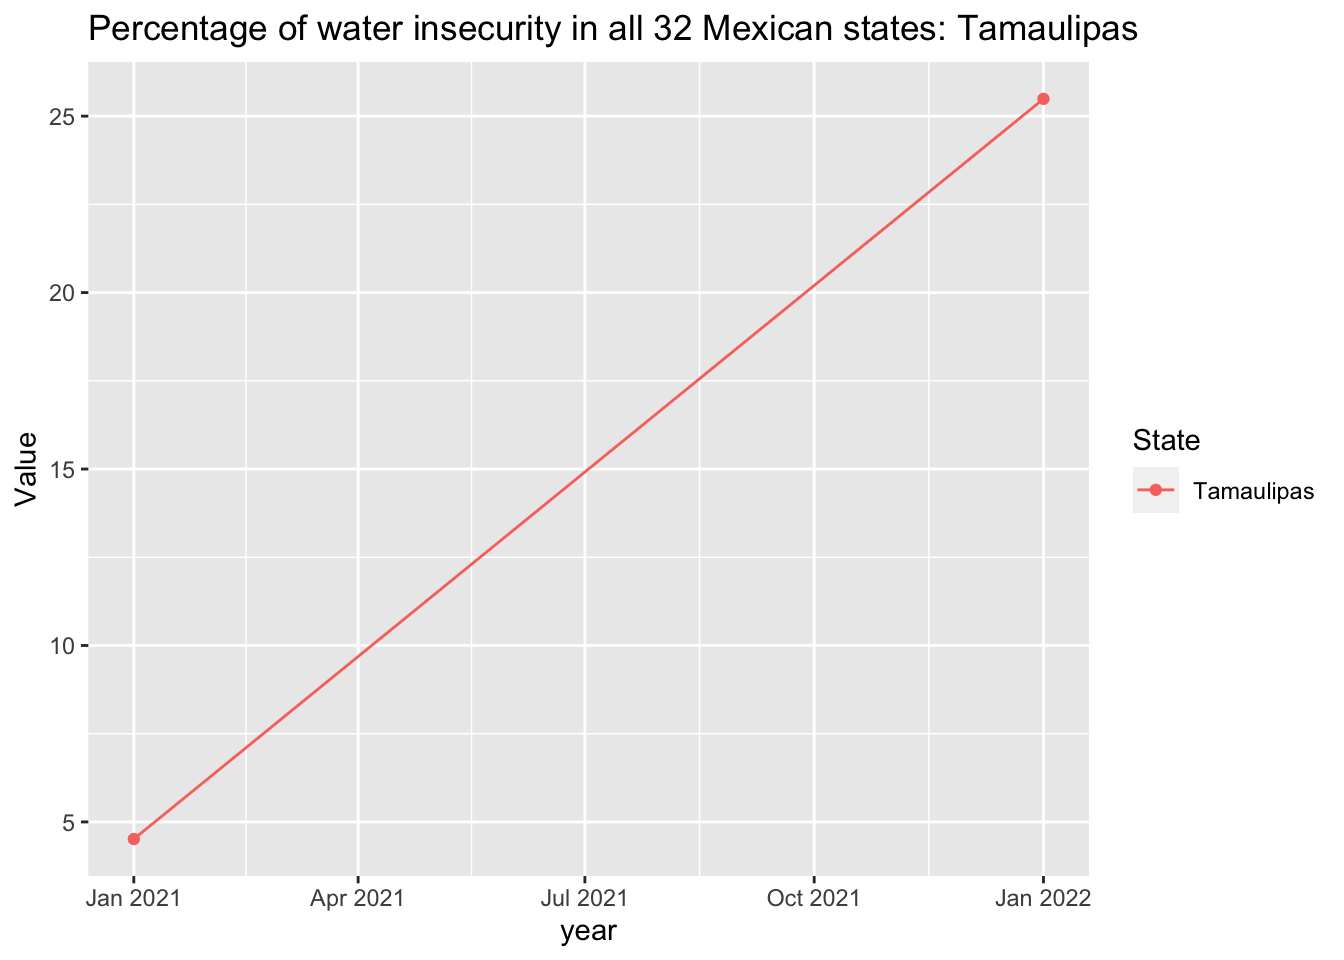 Percentage of water insecurity in all 32 Mexican states: Tamaulipas
25
20
15
10
5
Value
Jan 2021 Apr 2021 Jul 2021 Oct 2021 Jan 2022
year
State
Tamaulipas